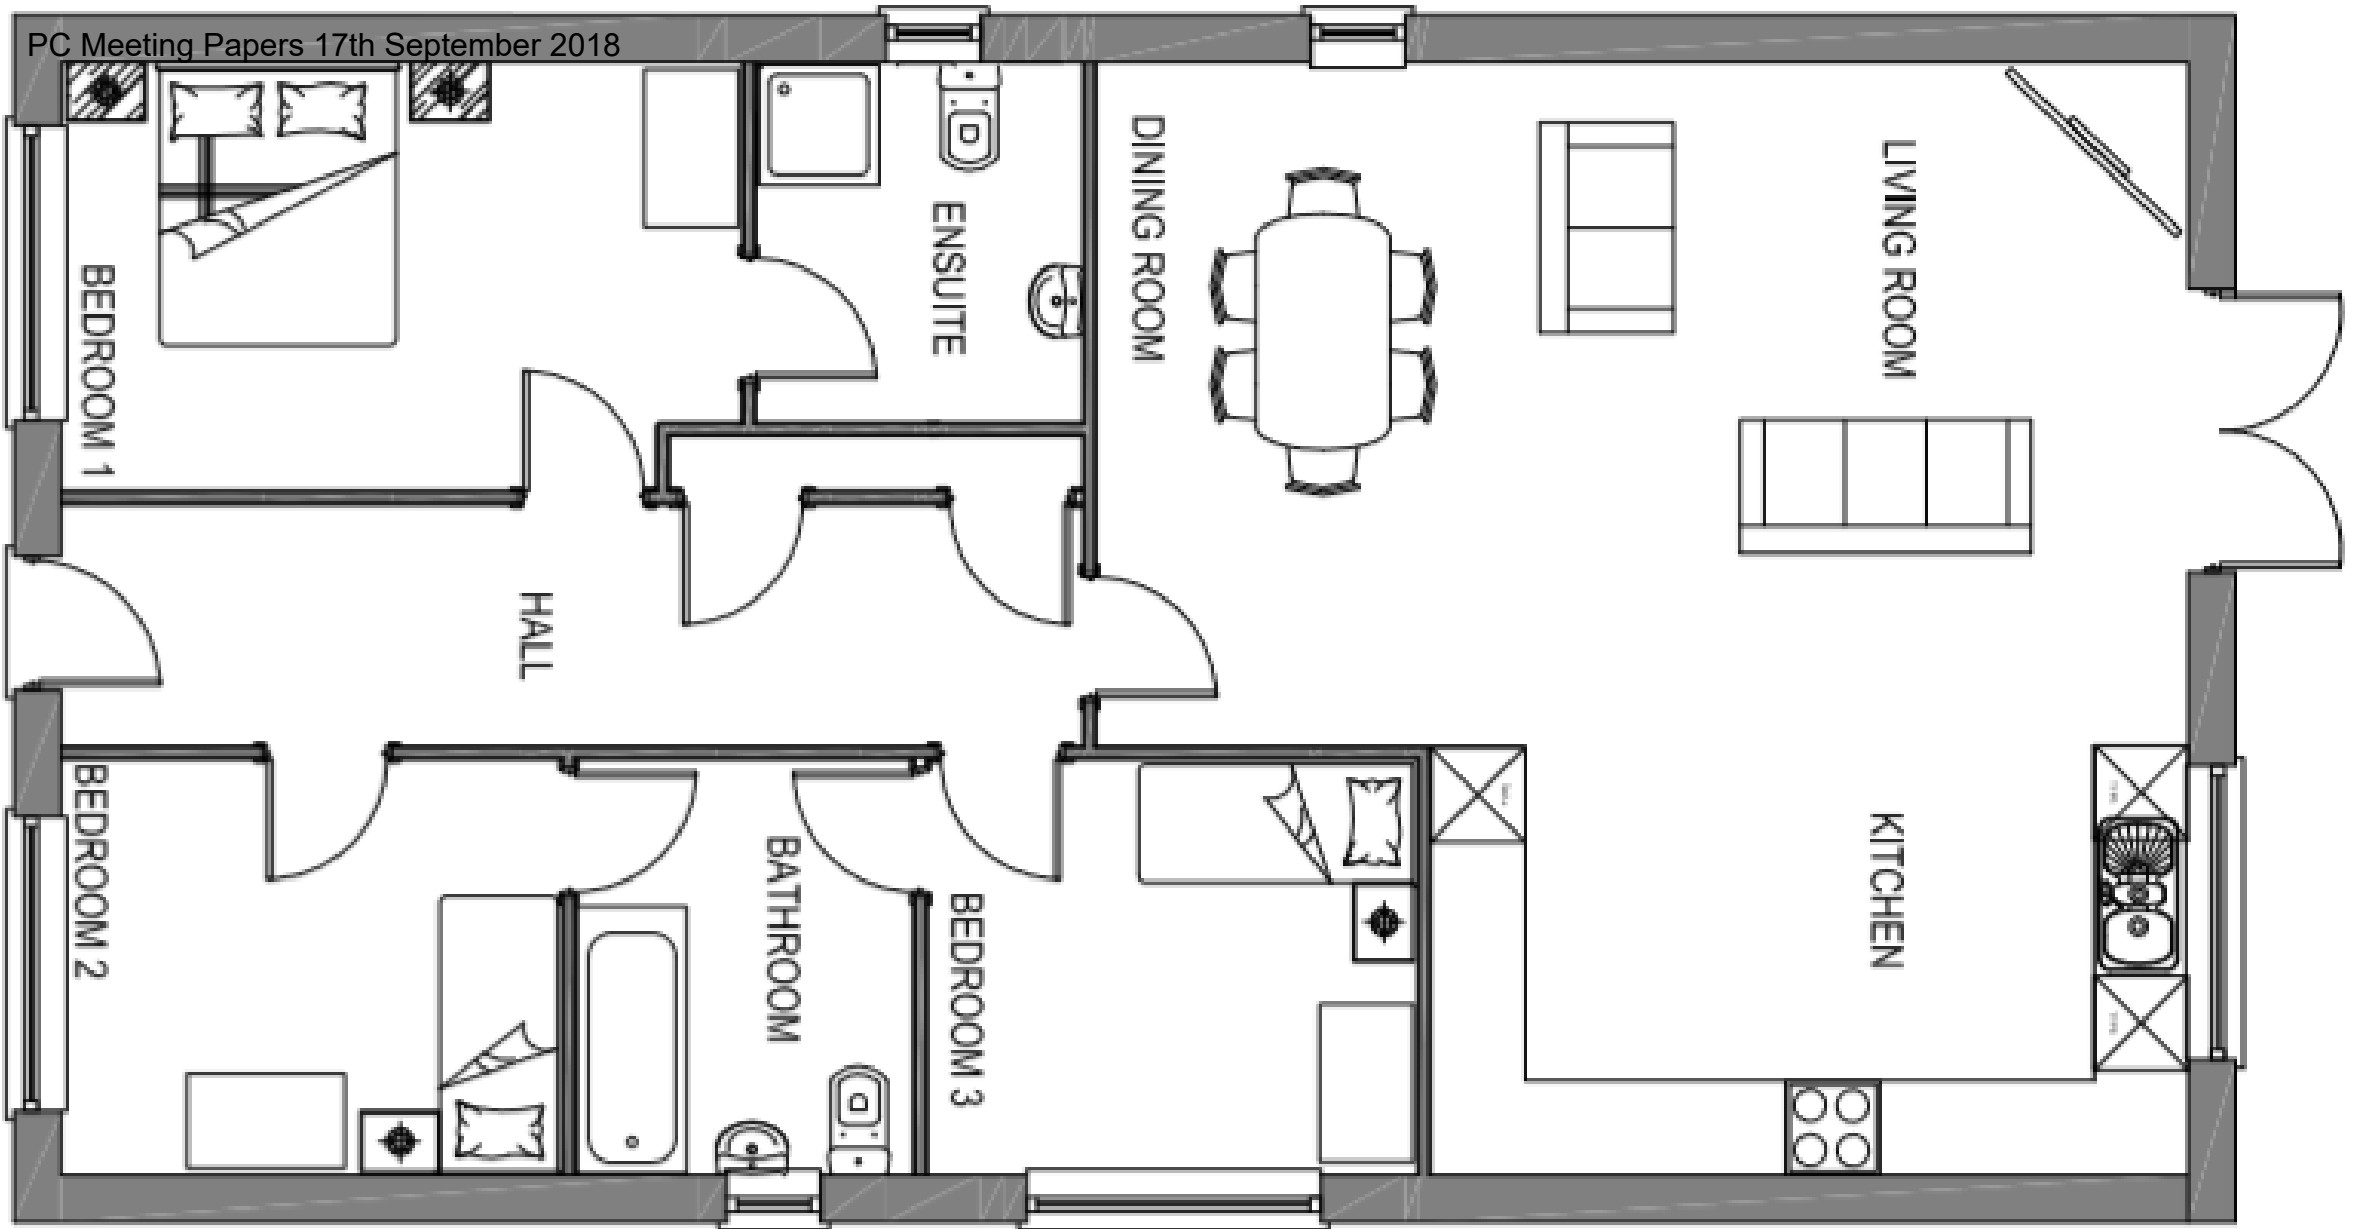 PC Meeting Papers 17th September 2018
BEDROOM 1
ENSUITE
DINING ROOM
LIVING ROOM
HALL
BEDROOM 2
BATHROOM
BEDROOM 3
KITCHEN